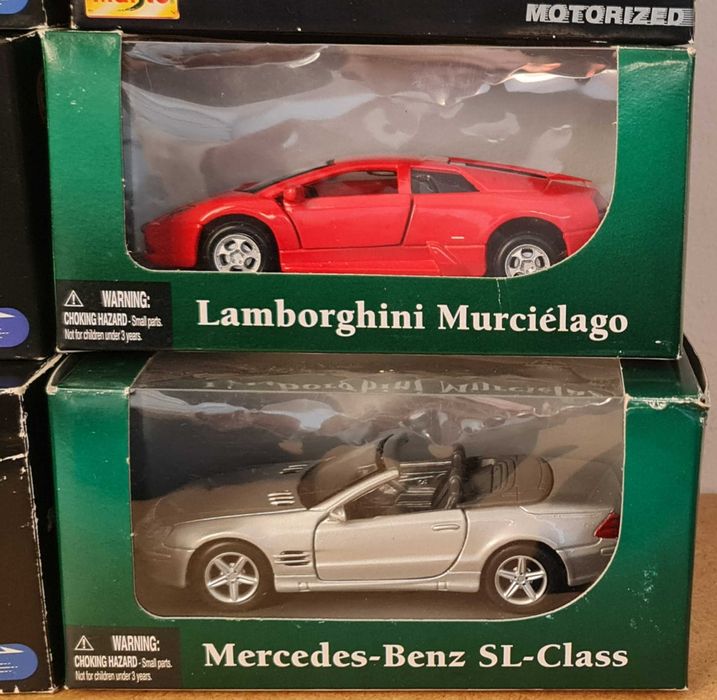 Maisto
MOTORIZED
WARNING:
CHOKING HAZARD - Small parts.
Not for children under 3 years.
Lamborghini Murciélago
WARNING:
CHOKING HAZARD - Small parts.
Not for children under 3 years.
Mercedes-Benz SL-Class